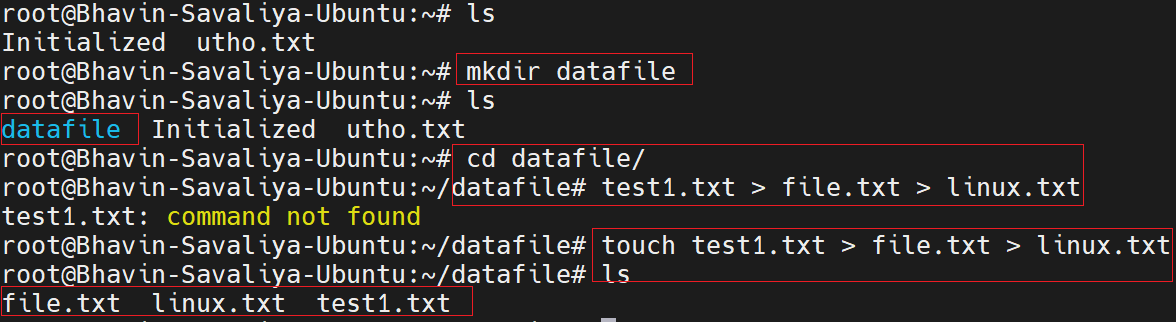 root@Bhavin-Savaliya-Ubuntu:~# ls
Initialized  utho.txt
root@Bhavin-Savaliya-Ubuntu:~# mkdir datafile
root@Bhavin-Savaliya-Ubuntu:~# ls
datafile  Initialized  utho.txt
root@Bhavin-Savaliya-Ubuntu:~# cd datafile/
root@Bhavin-Savaliya-Ubuntu:~/datafile# test1.txt > file.txt > linux.txt
test1.txt: command not found
root@Bhavin-Savaliya-Ubuntu:~/datafile# touch test1.txt > file.txt > linux.txt
root@Bhavin-Savaliya-Ubuntu:~/datafile# ls
file.txt  linux.txt  test1.txt